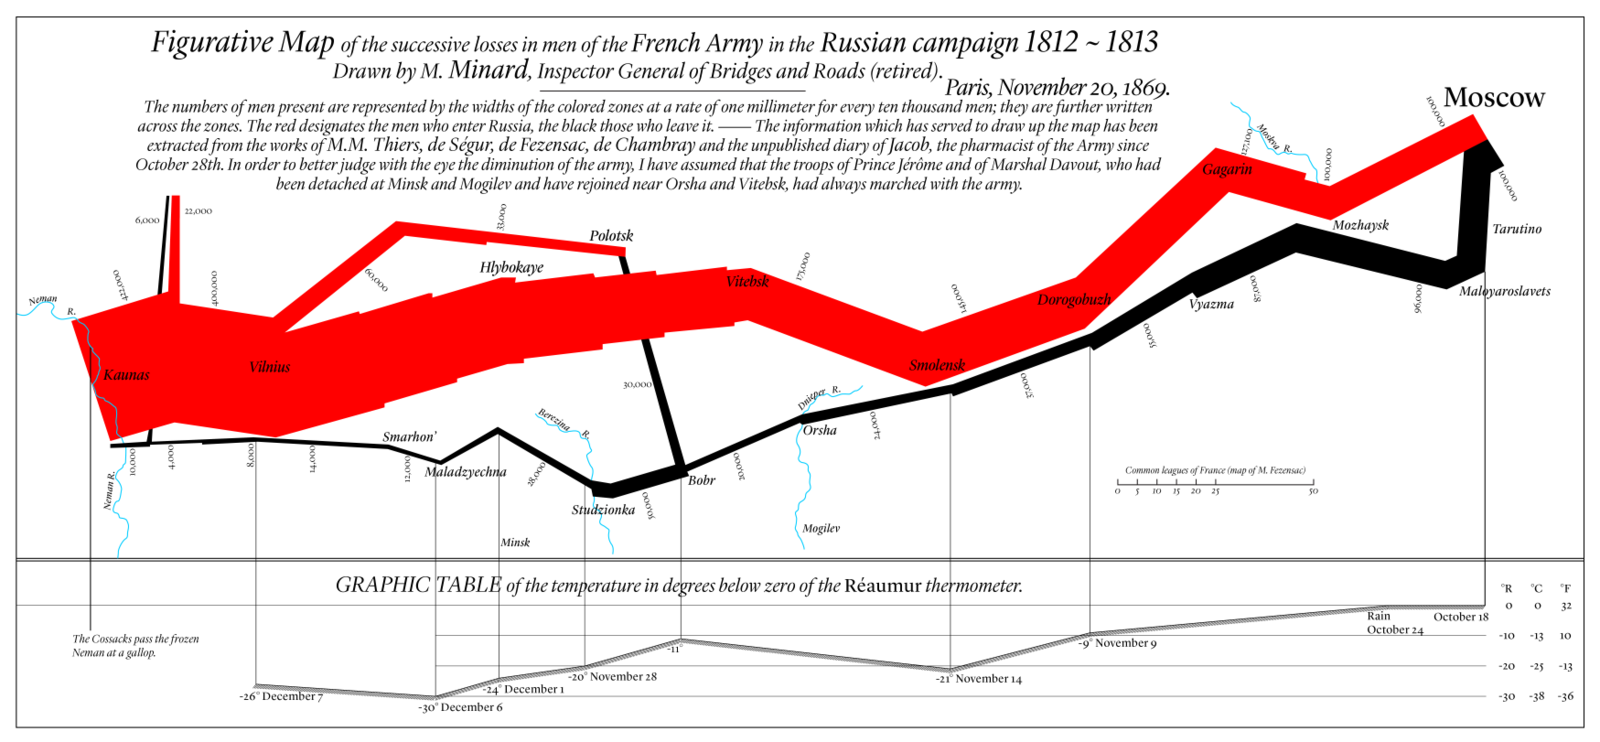 Figurative Map of the successive losses in men of the French Army in the Russian campaign 1812 ~ 1813
Drawn by M. Minard, Inspector General of Bridges and Roads (retired).
Paris, November 20, 1869.
The numbers of men present are represented by the widths of the colored zones at a rate of one millimeter for every ten thousand men; they are further written
across the zones. The red designates the men who enter Russia, the black those who leave it. —— The information which has served to draw up the map has been
extracted from the works of M.M. Thiers, de Ségur, de Fezensac, de Chambray and the unpublished diary of Jacob, the pharmacist of the Army since
October 28th. In order to better judge with the eye the diminution of the army, I have assumed that the troops of Prince Jérôme and of Marshal Davout, who had
been detached at Minsk and Mogilev and have rejoined near Orsha and Vitebsk, had always marched with the army.
Moscow
100,000
Moskva R.
127,100
100,000
Gagarin
100,000
Mozhaysk
Tarutino
Maloyaroslavets
6,000
22,000
33,000
Polotsk
Hlybokaye
60,000
422,000
400,000
Neman
R.
Vitebsk
175,000
145,000
Dorogobuzh
Vyazma
87,000
96,000
55,000
Kaunas
Vilnius
Smolensk
37,000
30,000
Dnieper R.
Orsha
24,000
Berezina
R.
Smarhon'
Maladzyechna
10,000
4,000
8,000
14,000
12,000
28,000
Neman R.
Studzionka
50,000
Bobr
20,000
Mogilev
Minsk
Common leagues of France (map of M. Fezensac)
0 5 10 15 20 25 50
GRAPHIC TABLE of the temperature in degrees below zero of the Réaumur thermometer.
°R °C °F
0 0 32
-10 -13 10
-20 -25 -13
-30 -38 -36
The Cossacks pass the frozen
Neman at a gallop.
Rain
October 24
October 18
-9° November 9
-21° November 14
-11°
-20° November 28
-24° December 1
-30° December 6
-26° December 7